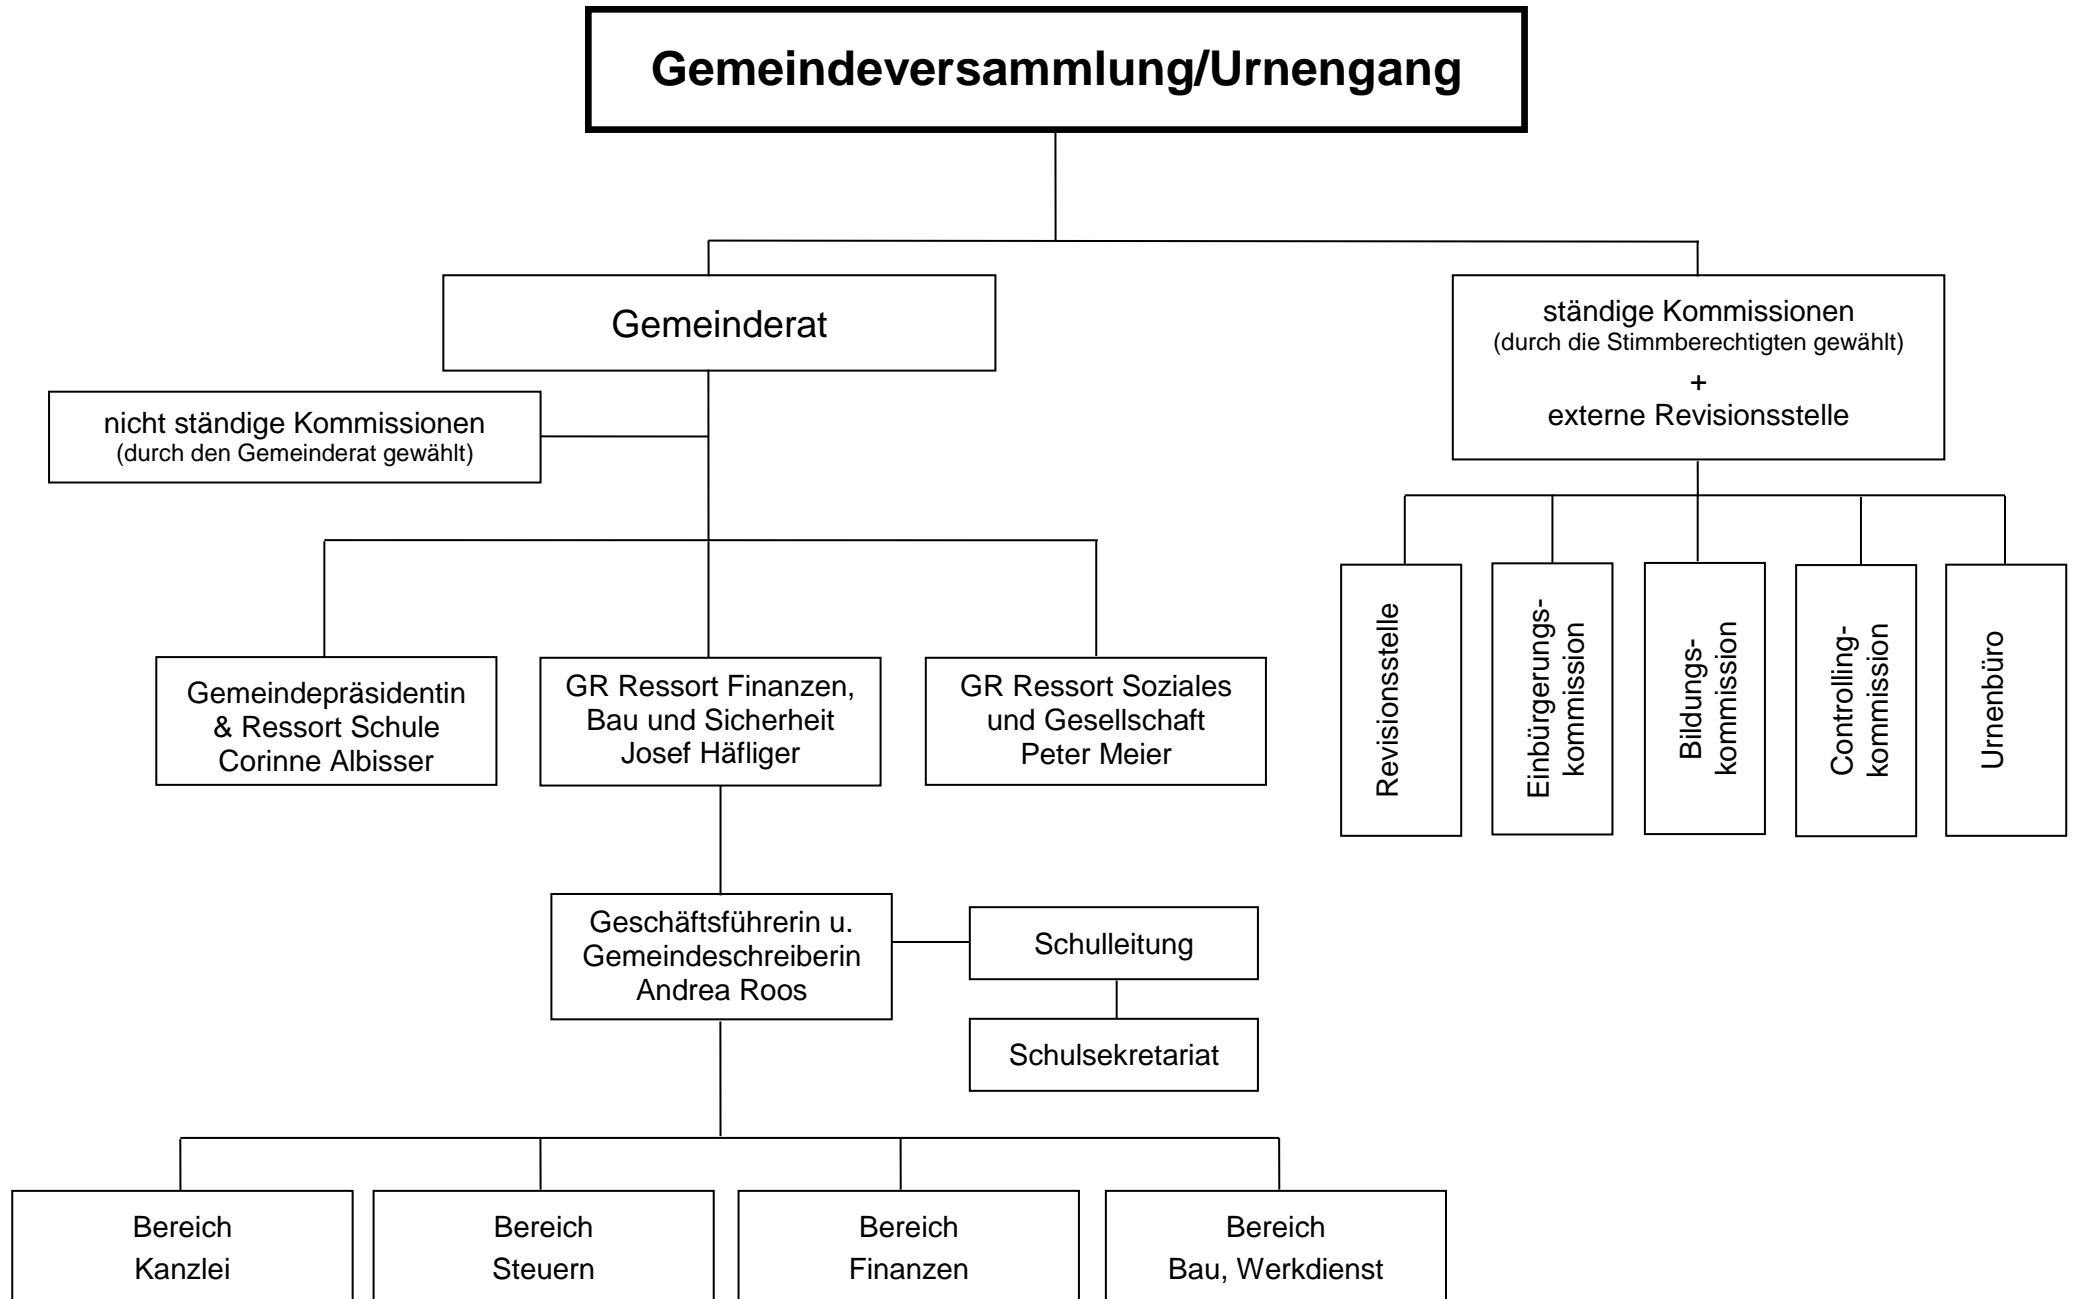 Gemeindeversammlung/Urnengang
Gemeinderat
ständige Kommissionen
(durch die Stimmberechtigten gewählt)
+
externe Revisionsstelle
nicht ständige Kommissionen
(durch den Gemeinderat gewählt)
Gemeindepräsidentin
& Ressort Schule
Corinne Albisser
GR Ressort Finanzen,
Bau und Sicherheit
Josef Häfliger
GR Ressort Soziales
und Gesellschaft
Peter Meier
Revisionsstelle
Einbürgerungs-
kommission
Bildungs-
kommission
Controlling-
kommission
Urnenbüro
Geschäftsführerin u.
Gemeindeschreiberin
Andrea Roos
Schulleitung
Schulsekretariat
Bereich
Kanzlei
Bereich
Steuern
Bereich
Finanzen
Bereich
Bau, Werkdienst